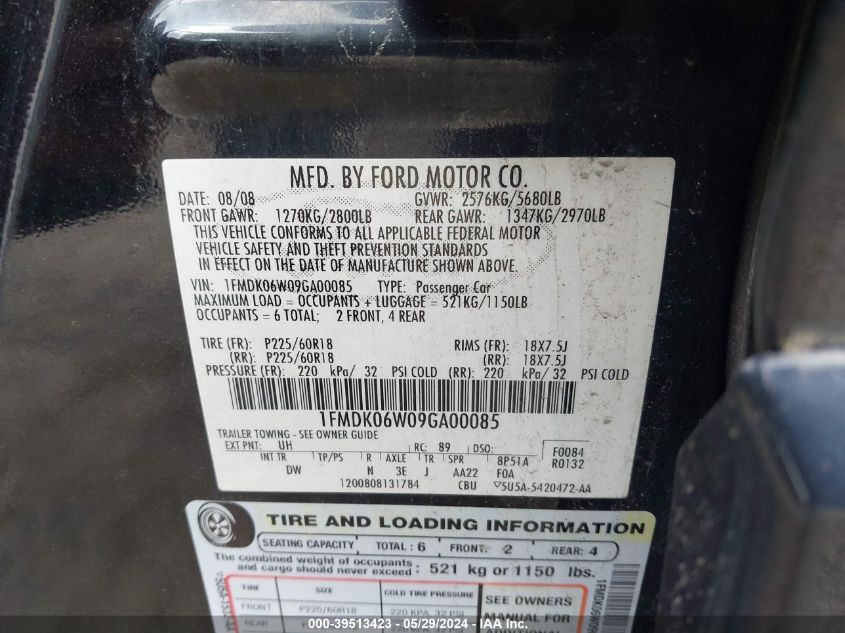 MFD. BY FORD MOTOR CO.
DATE: 08/08 GVWR: 2576KG/5680LB
FRONT GAWR: 1270KG/2800LB REAR GAWR: 1347KG/2970LB
THIS VEHICLE CONFORMS TO ALL APPLICABLE FEDERAL MOTOR
VEHICLE SAFETY AND THEFT PREVENTION STANDARDS
IN EFFECT ON THE DATE OF MANUFACTURE SHOWN ABOVE.
VIN: 1FMDK06W09GA00085 TYPE: Passenger Car
MAXIMUM LOAD = OCCUPANTS + LUGGAGE = 521KG/1150LB
OCCUPANTS = 6 TOTAL; 2 FRONT, 4 REAR
TIRE (FR): P225/60R18 RIMS (FR): 18X7.5J
(RR): P225/60R18 (RR): 18X7.5J
PRESSURE (FR): 220 kPa/ 32 PSI COLD (RR): 220 kPa/ 32 PSI COLD
1FMDK06W09GA00085
TRAILER TOWING - SEE OWNER GUIDE
EXT PNT: UH RC: 89 DSO: F0084
INT TR TP/PS R AXLE TR SPR 8P51A R0132
DW N 3E J AA22 F0A
1200808131784 CBU 5U5A-5420472-AA
TIRE AND LOADING INFORMATION
SEATING CAPACITY TOTAL : 6 FRONT: 2 REAR: 4
The combined weight of occupants
and cargo should never exceed : 521 kg or 1150 lbs.
TIRE SIZE COLD TIRE PRESSURE SEE OWNERS
FRONT P225/60R18 220 KPA, 32 PSI MANUAL FOR
REAR
ADDITIONAL
1FMDK06W09
000-39513423 - 05/29/2024 - COPYRIGHT IAA, LLC.